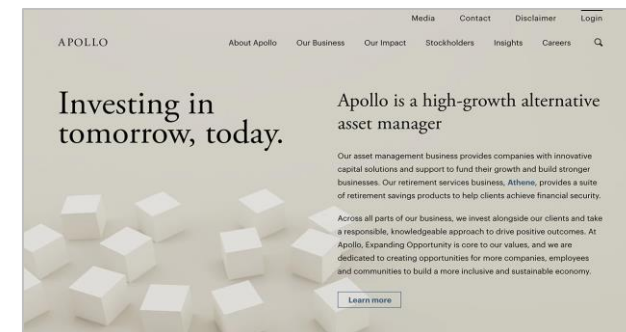 Media Contact Disclaimer Login
APOLLO About Apollo Our Business Our Impact Stockholders Insights Careers
Investing in
tomorrow, today.
Apollo is a high-growth alternative
asset manager
Our asset management business provides companies with innovative
capital solutions and support to fund their growth and build stronger
businesses. Our retirement services business, Athene, provides a suite
of retirement savings products to help clients achieve financial security.
Across all parts of our business, we invest alongside our clients and take
a responsible, knowledgeable approach to drive positive outcomes. At
Apollo, Expanding Opportunity is core to our values, and we are
dedicated to creating opportunities for more companies, employees
and communities to build a more inclusive and sustainable economy.
Learn more